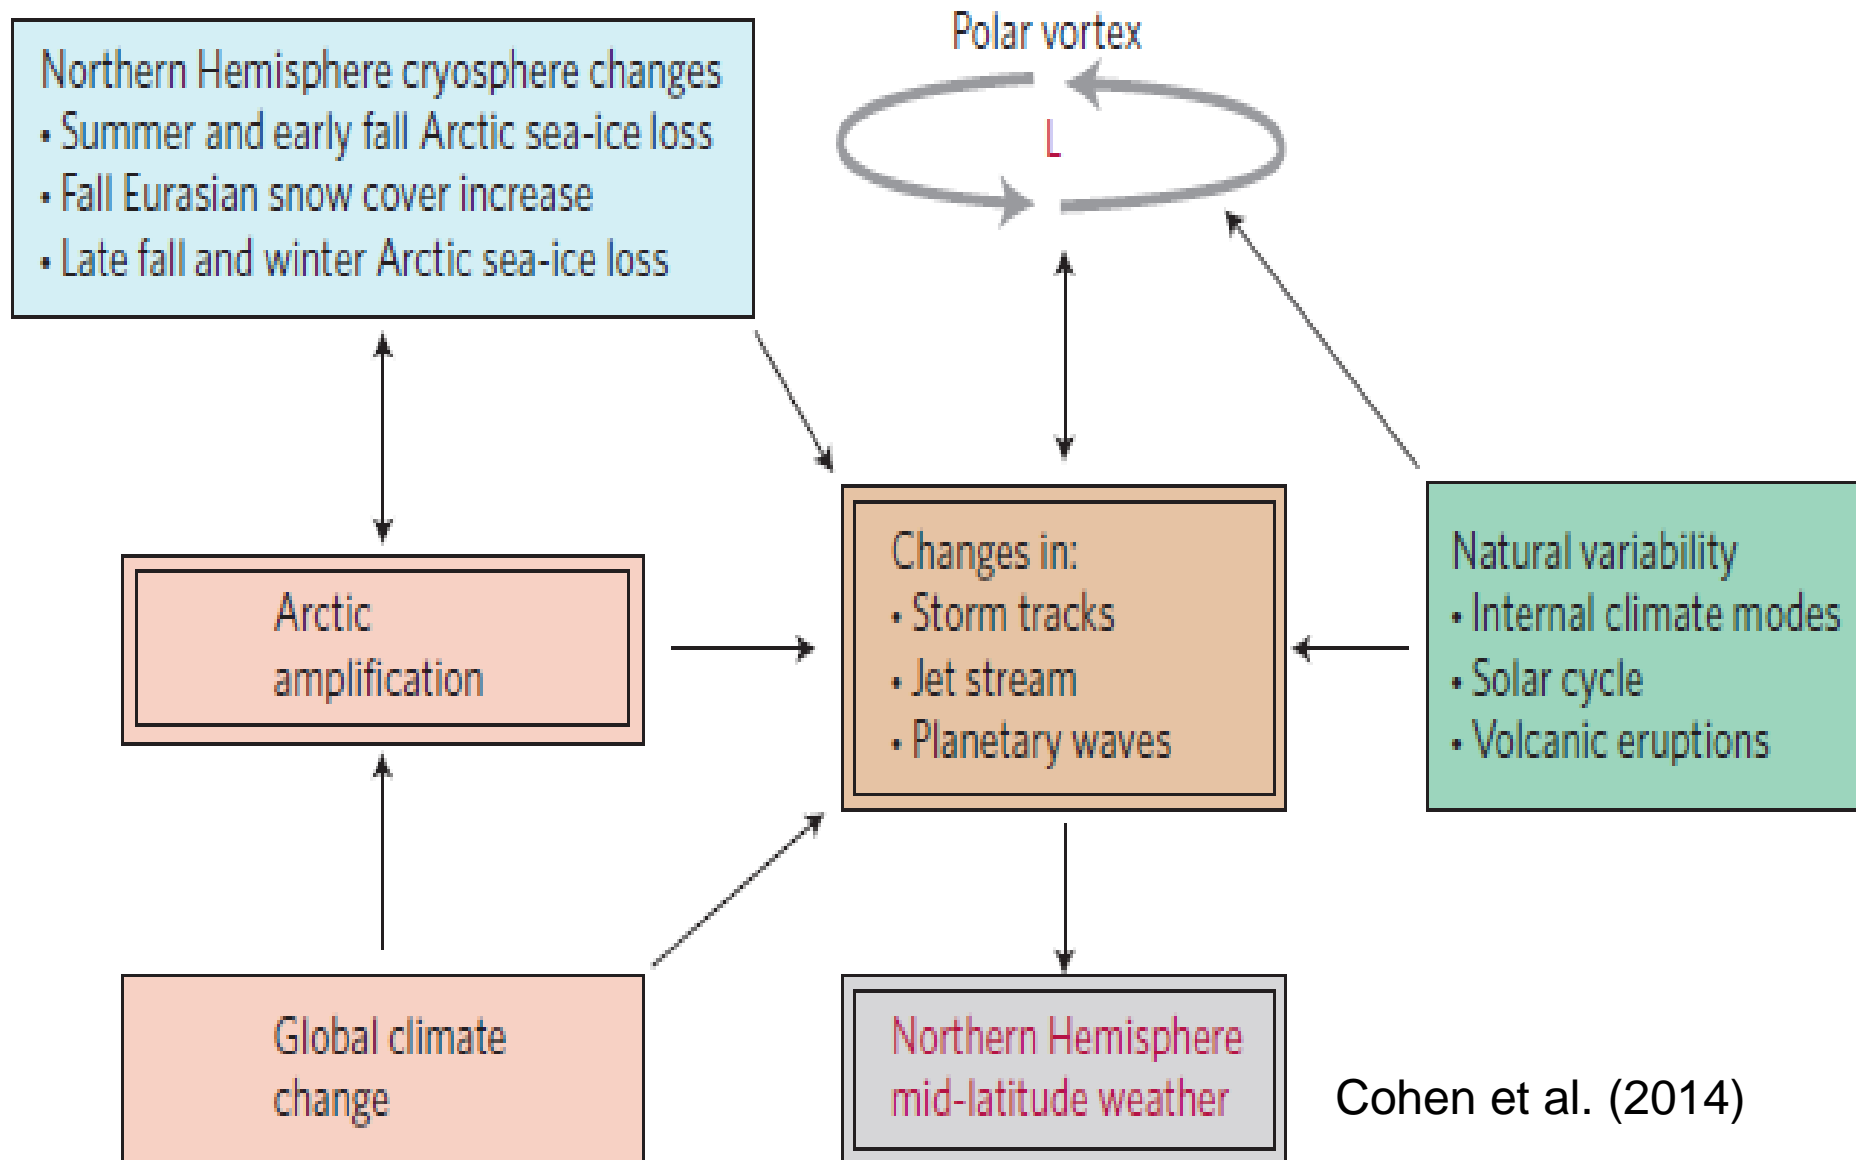 Northern Hemisphere cryosphere changes
• Summer and early fall Arctic sea-ice loss
• Fall Eurasian snow cover increase
• Late fall and winter Arctic sea-ice loss
Polar vortex
L
Arctic
amplification
Changes in:
• Storm tracks
• Jet stream
• Planetary waves
Natural variability
• Internal climate modes
• Solar cycle
• Volcanic eruptions
Global climate
change
Northern Hemisphere
mid-latitude weather
Cohen et al. (2014)